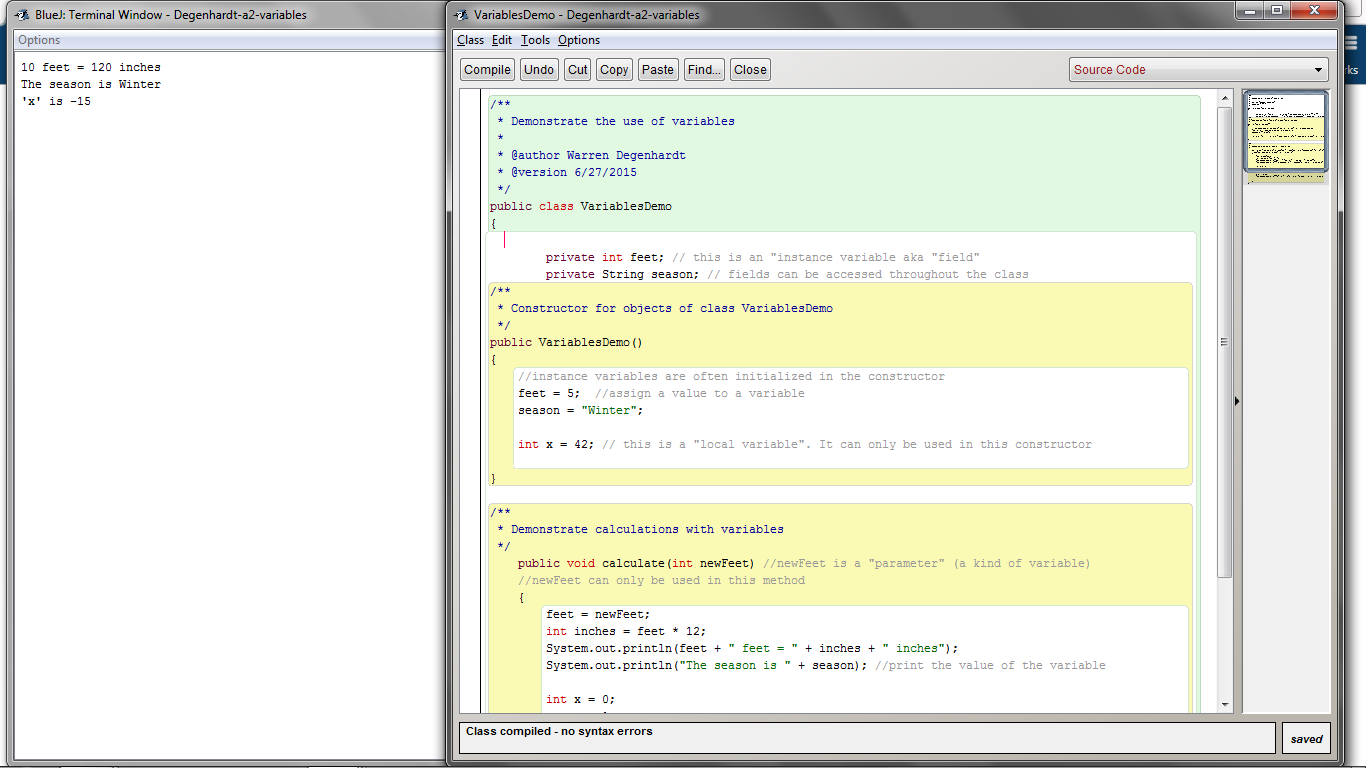 BlueJ: Terminal Window - Degenhardt-a2-variables
Options
10 feet = 120 inches
The season is Winter
'x' is -15
VariablesDemo - Degenhardt-a2-variables
Class Edit Tools Options
Compile Undo Cut Copy Paste Find... Close Source Code
/**
* Demonstrate the use of variables
*
* @author Warren Degenhardt
* @version 6/27/2015
*/
public class VariablesDemo
{
private int feet; // this is an "instance variable aka "field"
private String season; // fields can be accessed throughout the class
/**
* Constructor for objects of class VariablesDemo
*/
public VariablesDemo()
{
//instance variables are often initialized in the constructor
feet = 5;  //assign a value to a variable
season = "Winter";
int x = 42; // this is a "local variable". It can only be used in this constructor
}
/**
* Demonstrate calculations with variables
*/
public void calculate(int newFeet) //newFeet is a "parameter" (a kind of variable)
//newFeet can only be used in this method
{
feet = newFeet;
int inches = feet * 12;
System.out.println(feet + " feet = " + inches + " inches");
System.out.println("The season is " + season); //print the value of the variable
int x = 0;
Class compiled - no syntax errors
saved
rks